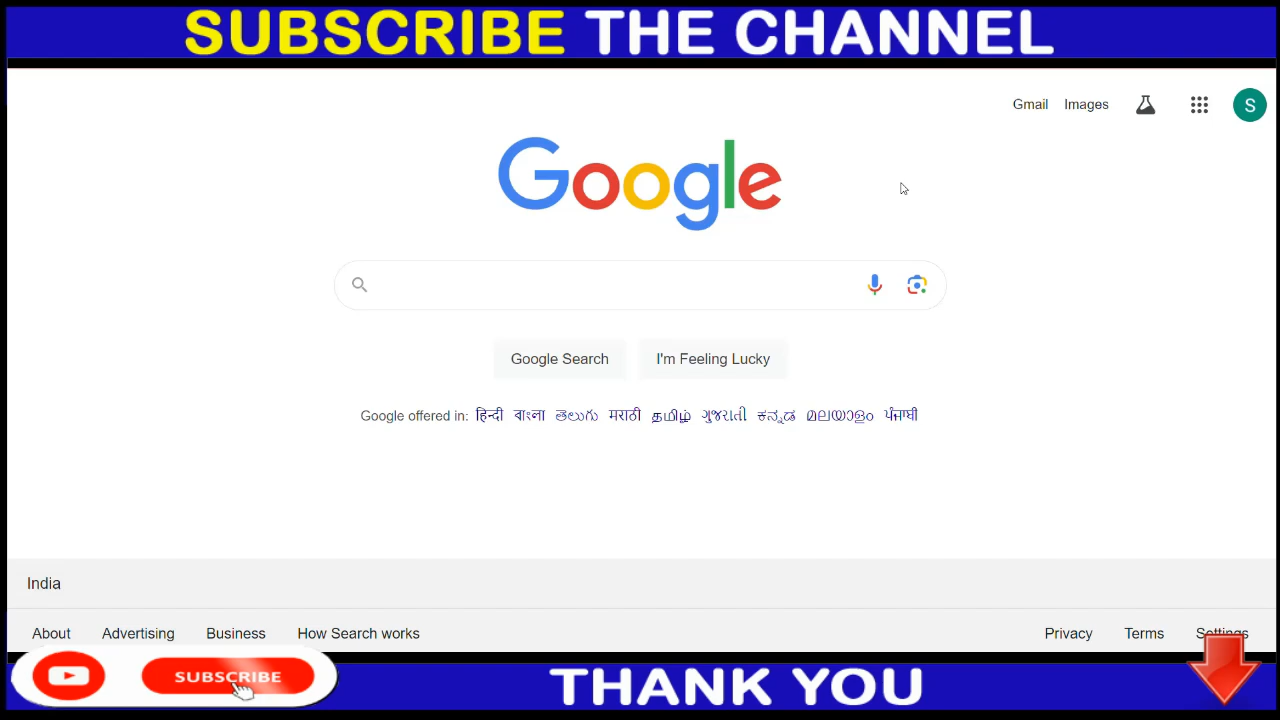 SUBSCRIBE THE CHANNEL
Gmail Images S
Google
Google Search I'm Feeling Lucky
Google offered in: हिन्दी বাংলা తెలుగు मराठी தமிழ் ગુજરાતી ಕನ್ನಡ മലയാളം ਪੰਜਾਬੀ
India
About Advertising Business How Search works Privacy Terms Settings
SUBSCRIBE
THANK YOU